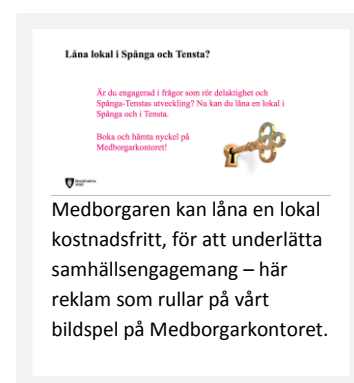 Låna lokal i Spånga och Tensta?
Är du engagerad i frågor som rör delaktighet och
Spånga-Tenstas utveckling? Nu kan du låna en lokal i
Spånga och i Tensta.
Boka och hämta nyckel på
Medborgarkontoret!
Stockholms
stad
Medborgaren kan låna en lokal
kostnadsfritt, för att underlätta
samhällsengagemang – här
reklam som rullar på vårt
bildspel på Medborgarkontoret.